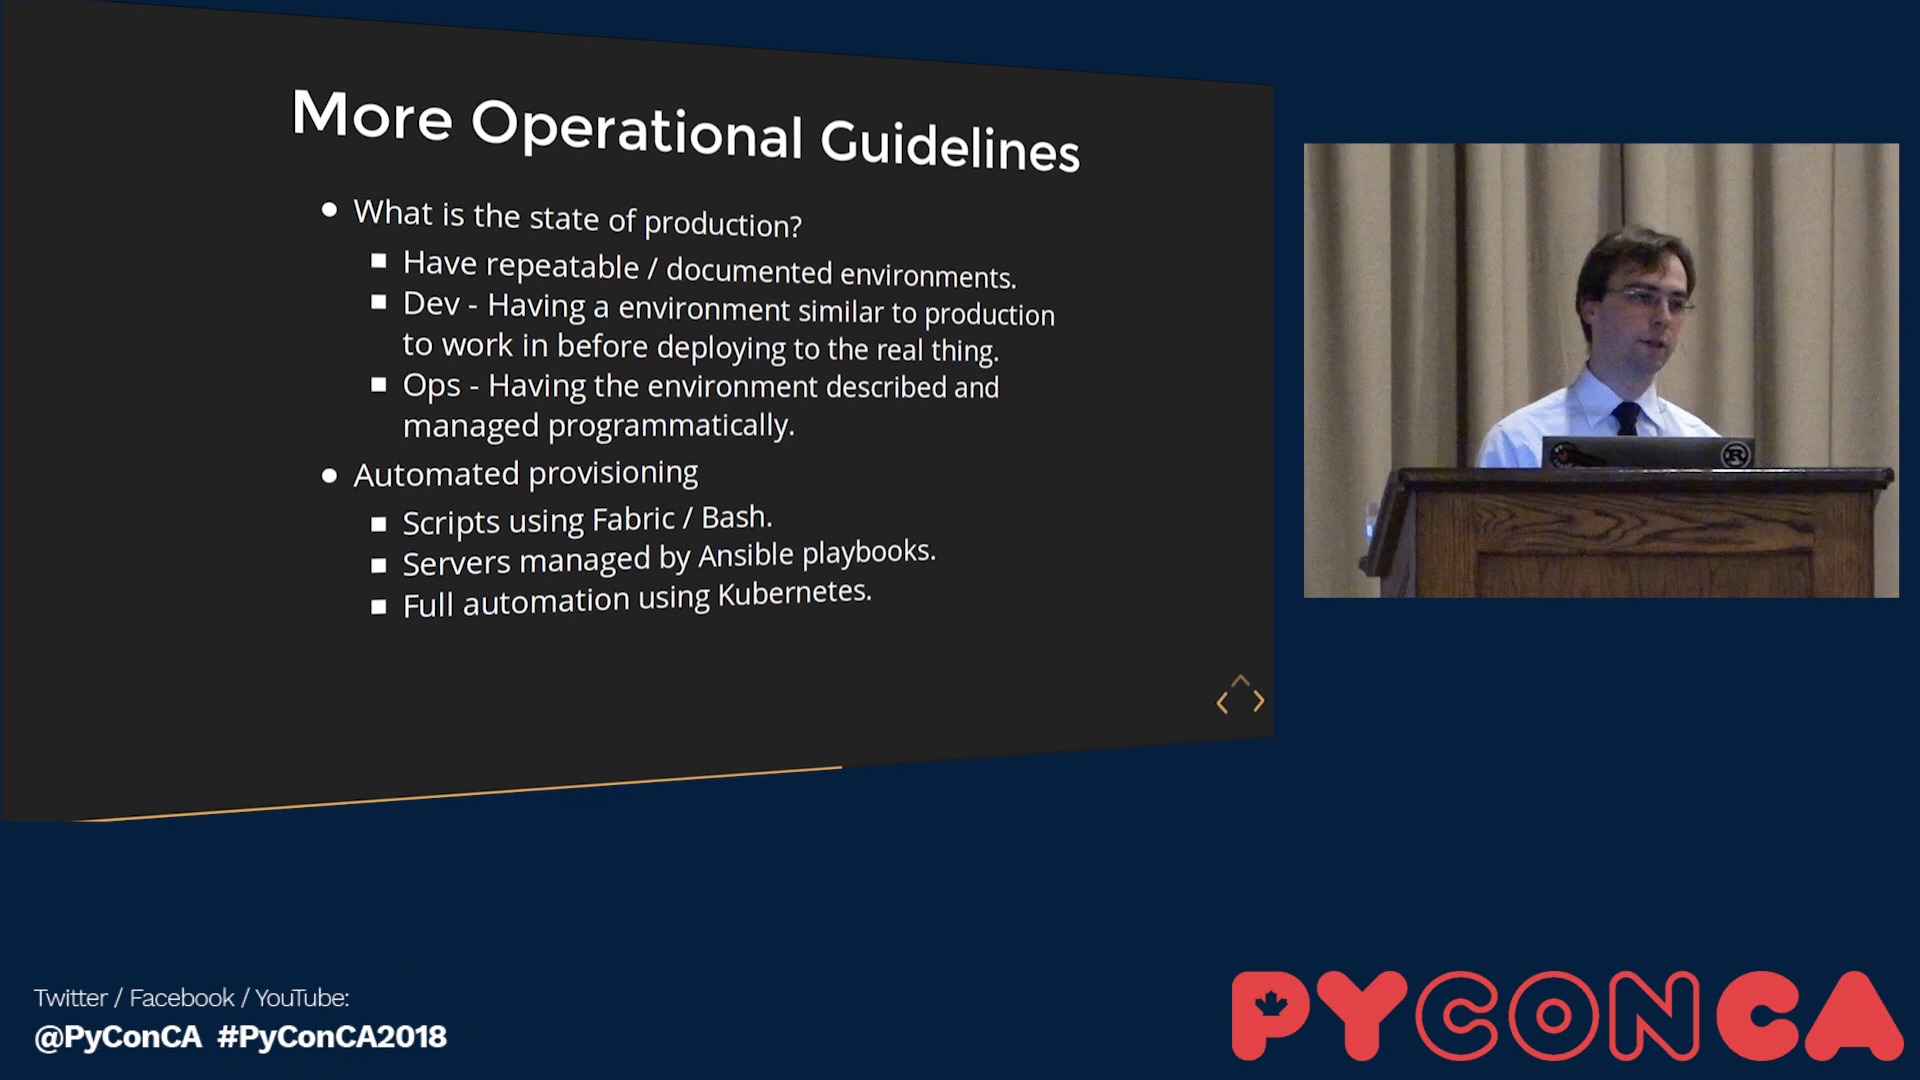 More Operational Guidelines
What is the state of production?
Have repeatable / documented environments.
Dev - Having a environment similar to production
to work in before deploying to the real thing.
Ops - Having the environment described and
managed programmatically.
Automated provisioning
Scripts using Fabric / Bash.
Servers managed by Ansible playbooks.
Full automation using Kubernetes.
R
Twitter / Facebook / YouTube:
@PyConCA #PyConCA2018
PYCONCA